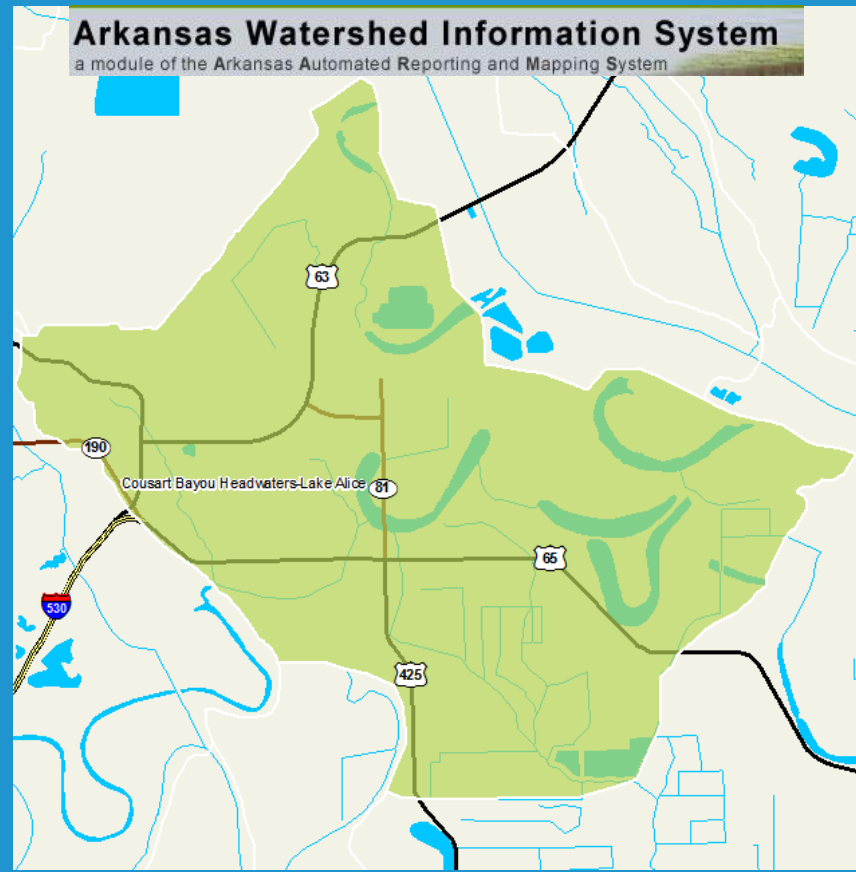 Arkansas Watershed Information System
a module of the Arkansas Automated Reporting and Mapping System
63
190
Cousart Bayou Headwaters-Lake Alice
81
65
530
425